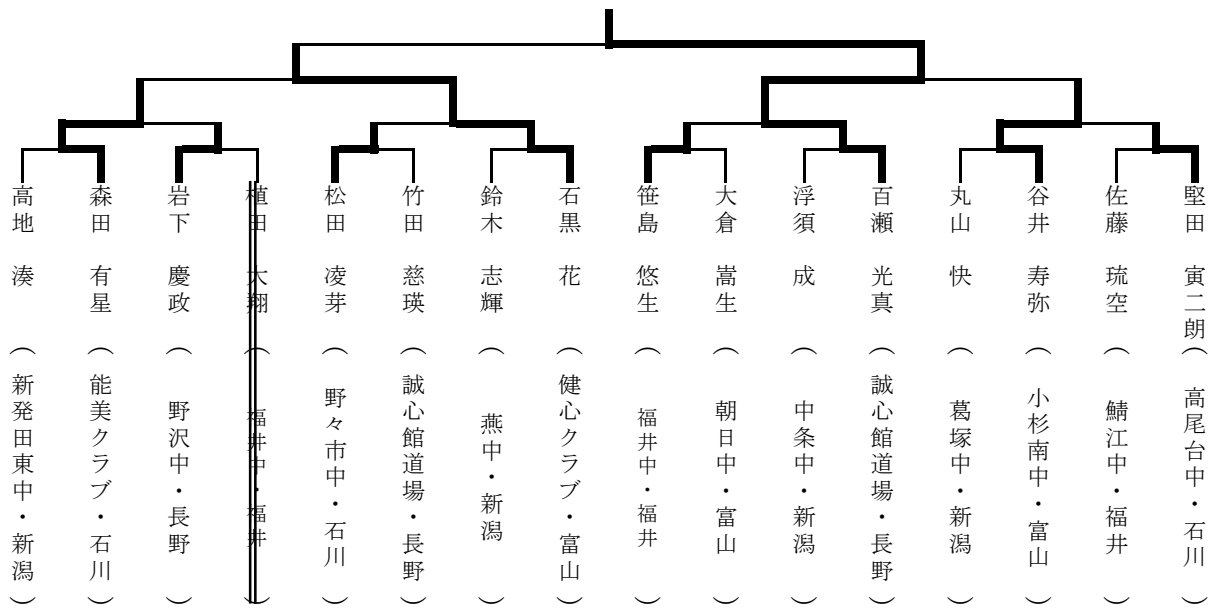 高地　湊　（新発田東中・新潟）
森田　有星（能美クラブ・石川）
岩下　慶政（野沢中・長野）
植田　大翔（福井中・福井）
松田　凌芽（野々市中・石川）
竹田　慈瑛（誠心館道場・長野）
鈴木　志輝（燕中・新潟）
石黒　花　（健心クラブ・富山）
笹島　悠生（福井中・福井）
大倉　嵩生（朝日中・富山）
浮須　成　（中条中・新潟）
百瀬　光真（誠心館道場・長野）
丸山　快　（葛塚中・新潟）
谷井　寿弥（小杉南中・富山）
佐藤　琉空（鯖江中・福井）
堅田　寅二朗（高尾台中・石川）